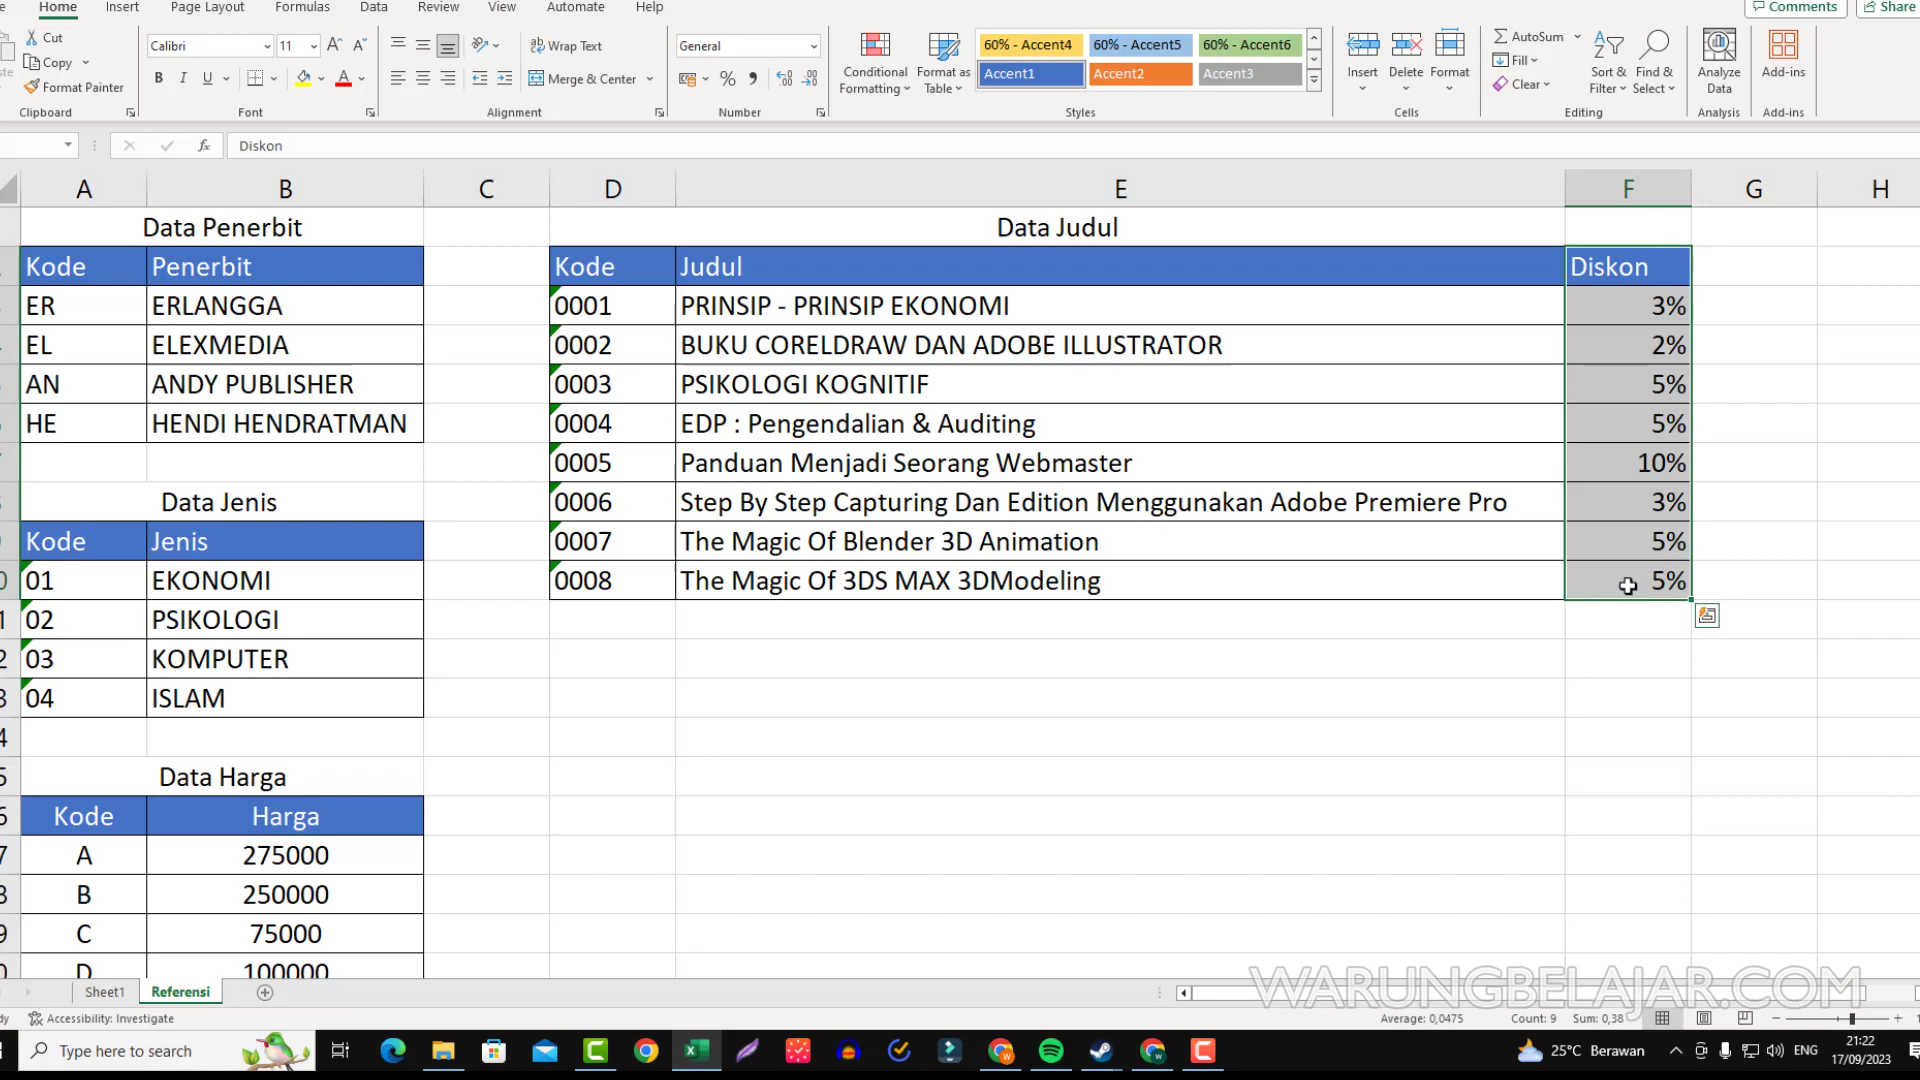 Home Insert Page Layout Formulas Data Review View Automate Help Comments Share
Cut
Copy
Format Painter
Clipboard
Calibri 11
B I U
Font
Wrap Text
Merge & Center
Alignment
General
Number
Conditional Formatting
Format as Table
60% - Accent4 60% - Accent5 60% - Accent6
Accent1 Accent2 Accent3
Styles
Insert Delete Format
Cells
AutoSum
Fill
Clear
Sort & Filter
Find & Select
Editing
Analyze Data
Analysis
Add-ins
Add-ins
fx Diskon
A B C D E F G H
Data Penerbit
Kode Penerbit
ER ERLANGGA
EL ELEXMEDIA
AN ANDY PUBLISHER
HE HENDI HENDRATMAN
Data Jenis
Kode Jenis
01 EKONOMI
02 PSIKOLOGI
03 KOMPUTER
04 ISLAM
Data Harga
Kode Harga
A 275000
B 250000
C 75000
D 100000
Data Judul
Kode Judul Diskon
0001 PRINSIP - PRINSIP EKONOMI 3%
0002 BUKU CORELDRAW DAN ADOBE ILLUSTRATOR 2%
0003 PSIKOLOGI KOGNITIF 5%
0004 EDP : Pengendalian & Auditing 5%
0005 Panduan Menjadi Seorang Webmaster 10%
0006 Step By Step Capturing Dan Edition Menggunakan Adobe Premiere Pro 3%
0007 The Magic Of Blender 3D Animation 5%
0008 The Magic Of 3DS MAX 3DModeling 5%
WARUNGBELAJAR.COM
Sheet1 Referensi
Accessibility: Investigate Average: 0,0475 Count: 9 Sum: 0,38
Type here to search
25°C Berawan ENG
21:22
17/09/2023